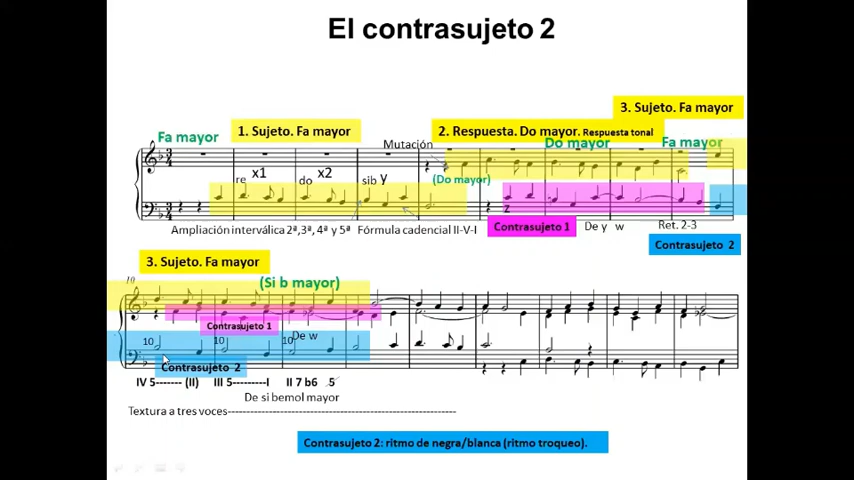 El contrasujeto 2
3. Sujeto. Fa mayor
Fa mayor
1. Sujeto. Fa mayor
Mutación
2. Respuesta. Do mayor. Respuesta tonal
Do mayor
Fa mayor
re x1
do x2
sib y
(Do mayor)
z
Ampliación interválica 2ª,3ª, 4ª y 5ª
Fórmula cadencial II-V-I
Contrasujeto 1
De y w
Ret. 2-3
Contrasujeto 2
3. Sujeto. Fa mayor
10
(Si b mayor)
Contrasujeto 1
10
10
10
De w
Contrasujeto 2
IV 5------- (II) III 5---------I II 7 b6 5
De si bemol mayor
Textura a tres voces--------------------------------------------------
Contrasujeto 2: ritmo de negra/blanca (ritmo troqueo).